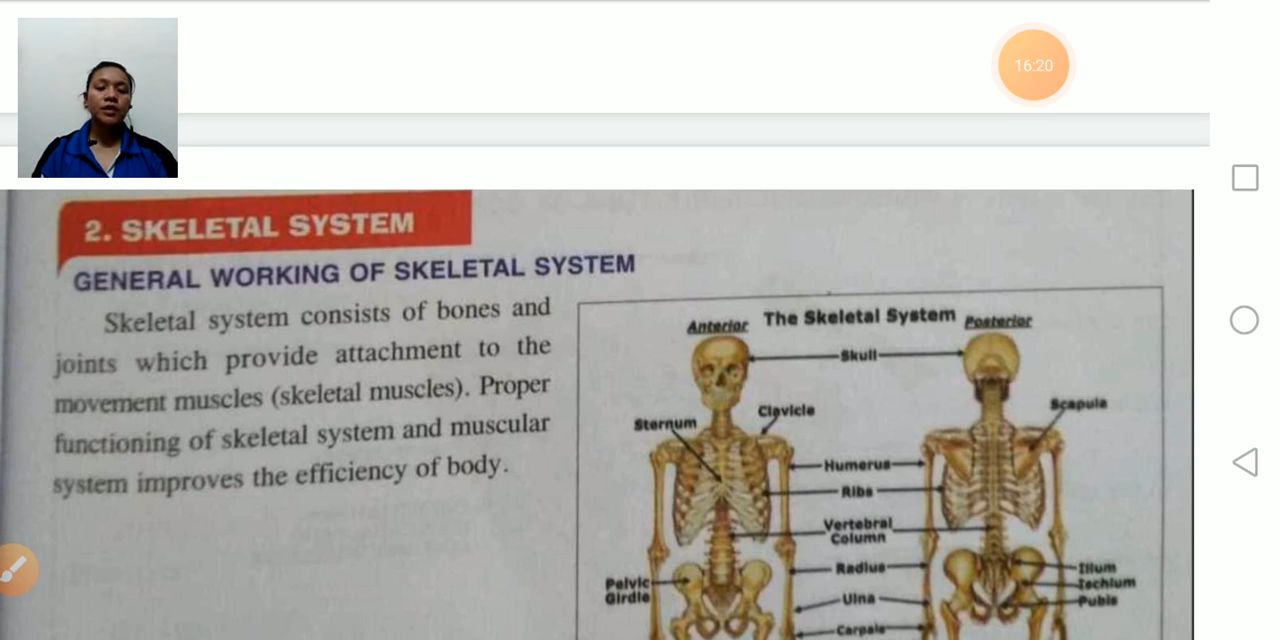 16:20
2. SKELETAL SYSTEM
GENERAL WORKING OF SKELETAL SYSTEM
Skeletal system consists of bones and
joints which provide attachment to the
movement muscles (skeletal muscles). Proper
functioning of skeletal system and muscular
system improves the efficiency of body.
The Skeletal System
Anterior
Posterior
Skull
Clavicle
Scapula
Sternum
Humerus
Ribs
Vertebral
Column
Radius
Pelvic
Girdle
Ulna
Carpals
Ilium
Ischium
Pubis